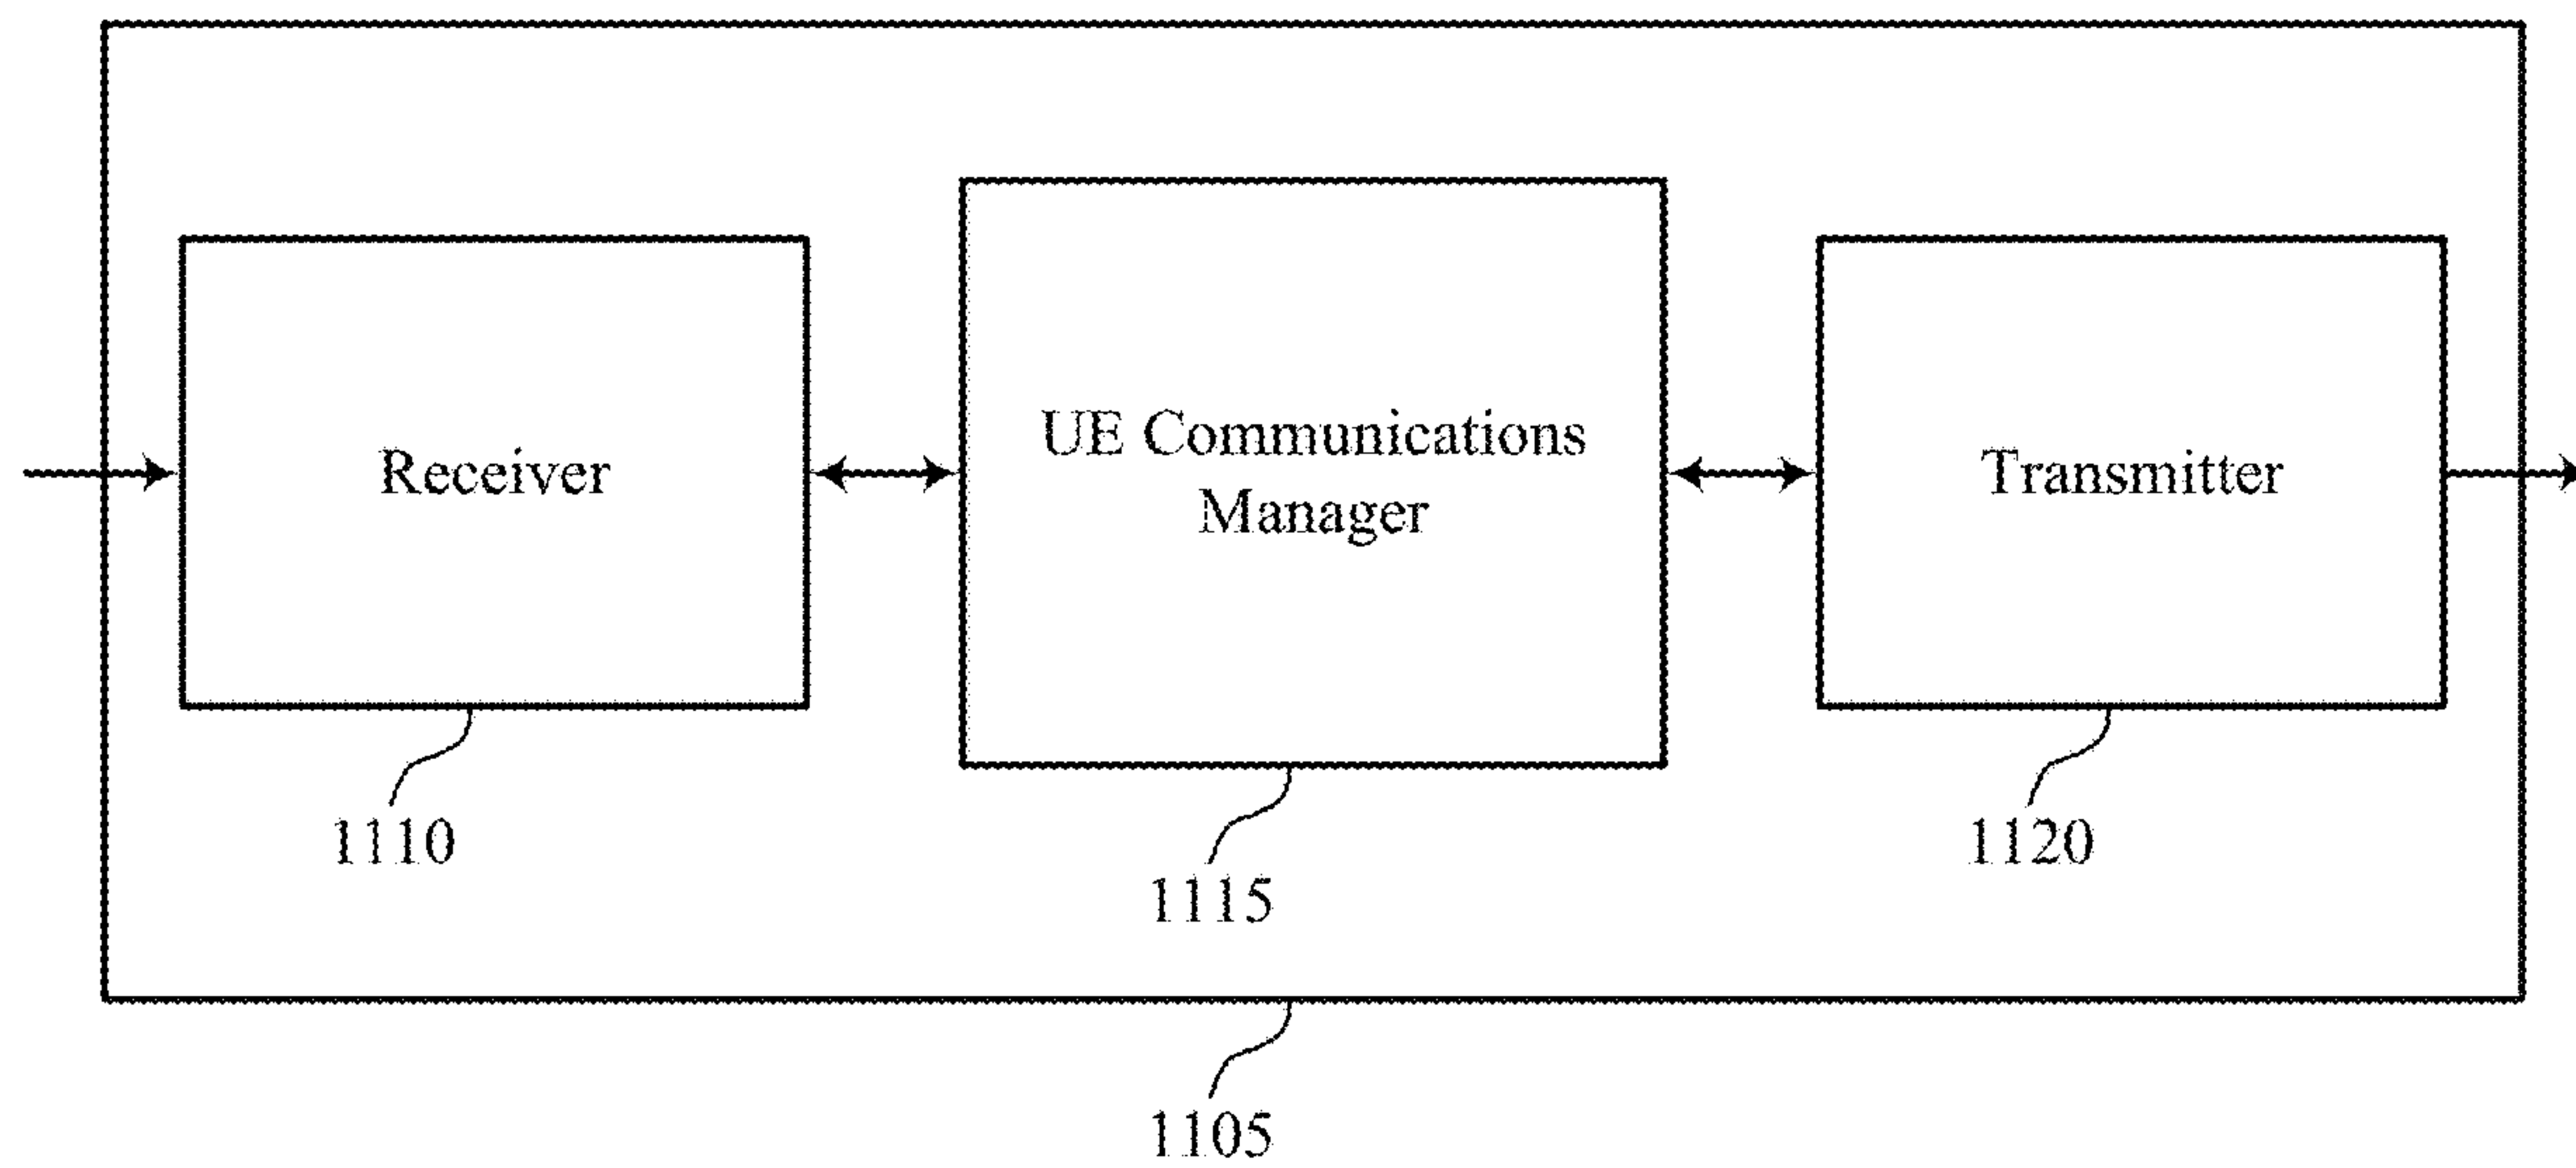 Receiver
UE Communications
Manager
Transmitter
1110
1115
1120
1105